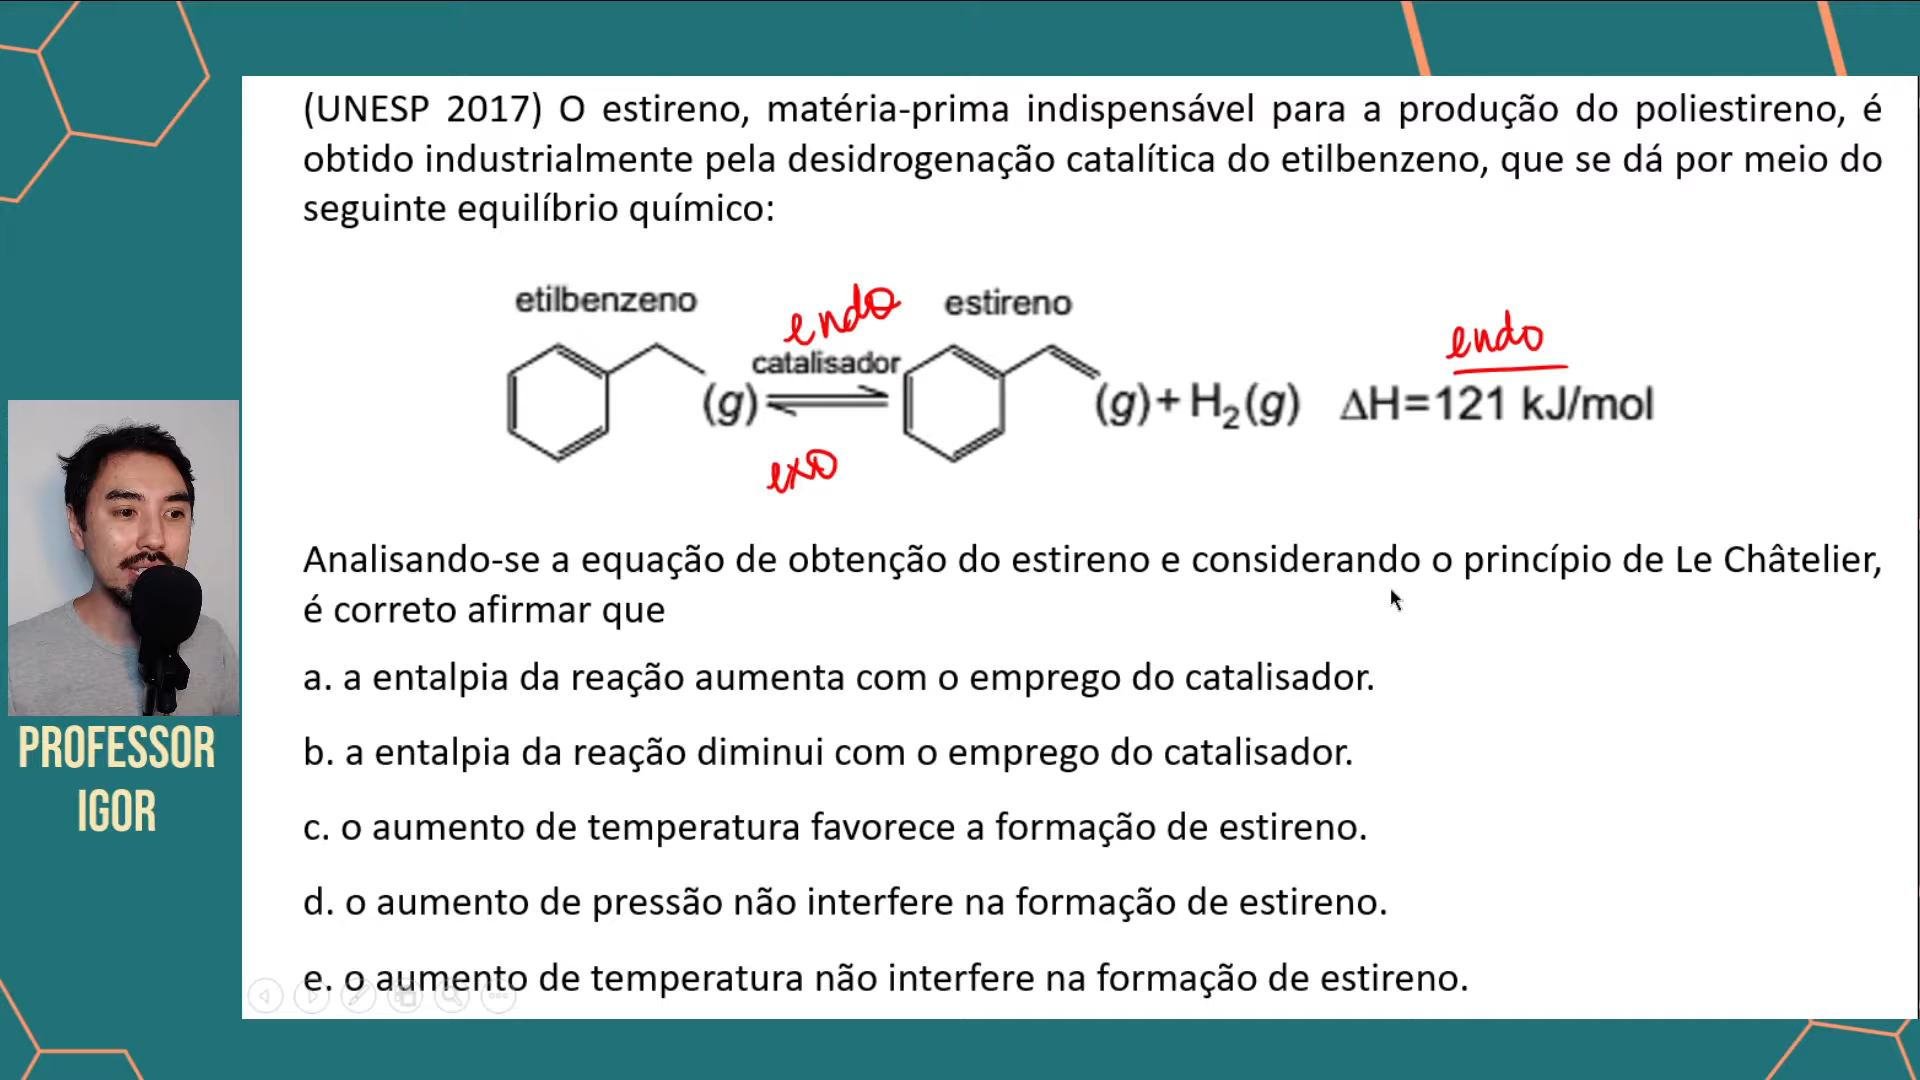 (UNESP 2017) O estireno, matéria-prima indispensável para a produção do poliestireno, é
obtido industrialmente pela desidrogenação catalítica do etilbenzeno, que se dá por meio do
seguinte equilíbrio químico:
etilbenzeno endo estireno endo
catalisador
(g) (g) + H₂(g) ΔH=121 kJ/mol
exo
Analisando-se a equação de obtenção do estireno e considerando o princípio de Le Châtelier,
é correto afirmar que
a. a entalpia da reação aumenta com o emprego do catalisador.
b. a entalpia da reação diminui com o emprego do catalisador.
c. o aumento de temperatura favorece a formação de estireno.
d. o aumento de pressão não interfere na formação de estireno.
e. o aumento de temperatura não interfere na formação de estireno.
PROFESSOR
IGOR